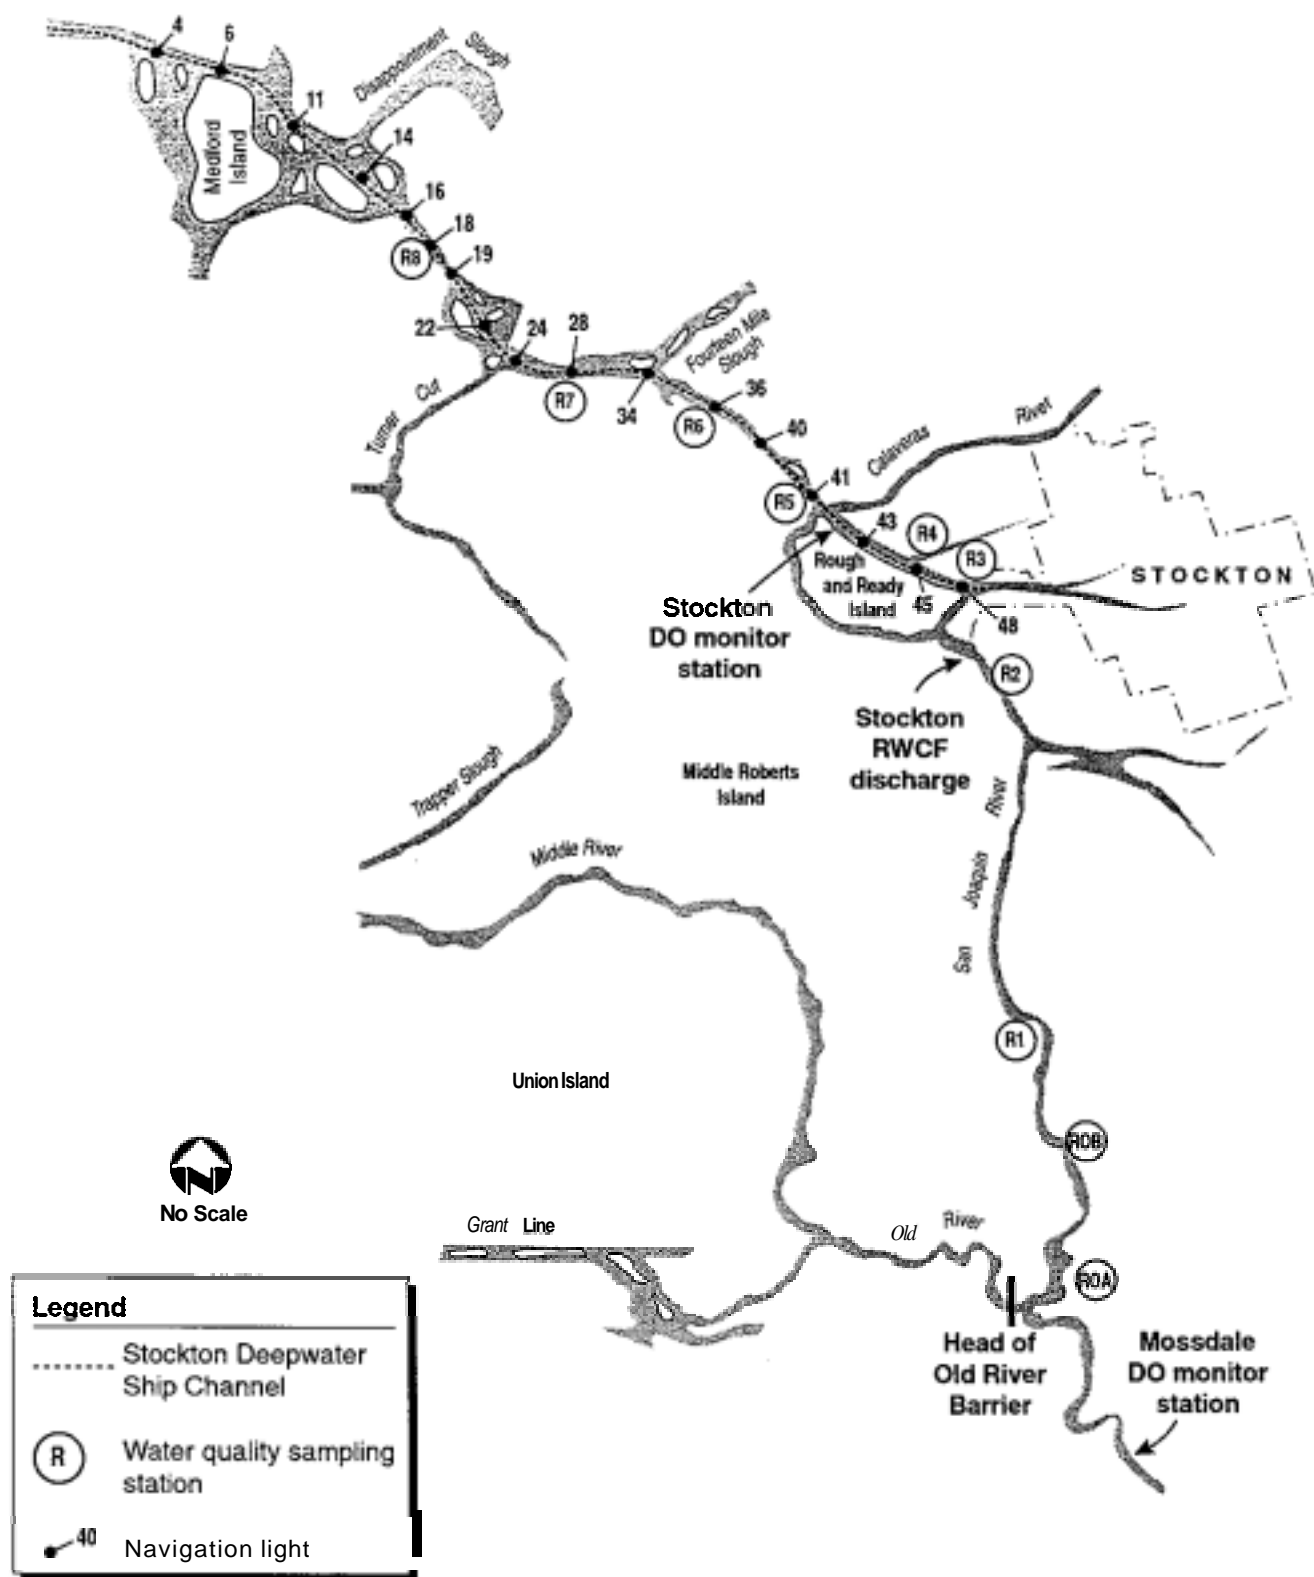 4
6
Disappointment
Slough
11
Medford
Island
14
16
18
R8
19
22
24
28
Fourteen Mile
Slough
R7
34
R6
36
40
Turner Cut
Calaveras River
41
R5
43
R4
R3
Rough
and Ready
Island
45
48
STOCKTON
Stockton
DO monitor
station
R2
Stockton
RWCF
discharge
Middle Roberts
Island
Trapper Slough
Middle River
San Joaquin River
R1
Union Island
R0B
N
No Scale
Grant Line
Old River
R0A
Head of
Old River
Barrier
Mossdale
DO monitor
station
Legend
Stockton Deepwater
Ship Channel
R
Water quality sampling
station
40
Navigation light